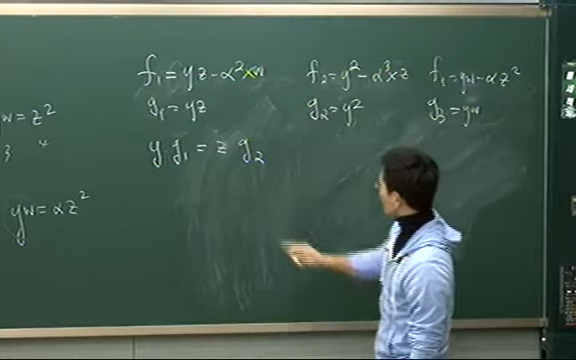 f₁ = yz - α²xw f₂ = y² - α³xz f₃ = yw - αz²
g₁ = yz g₂ = y² g₃ = yw
w = z²
3 4
y g₁ = z g₂
yw = αz²